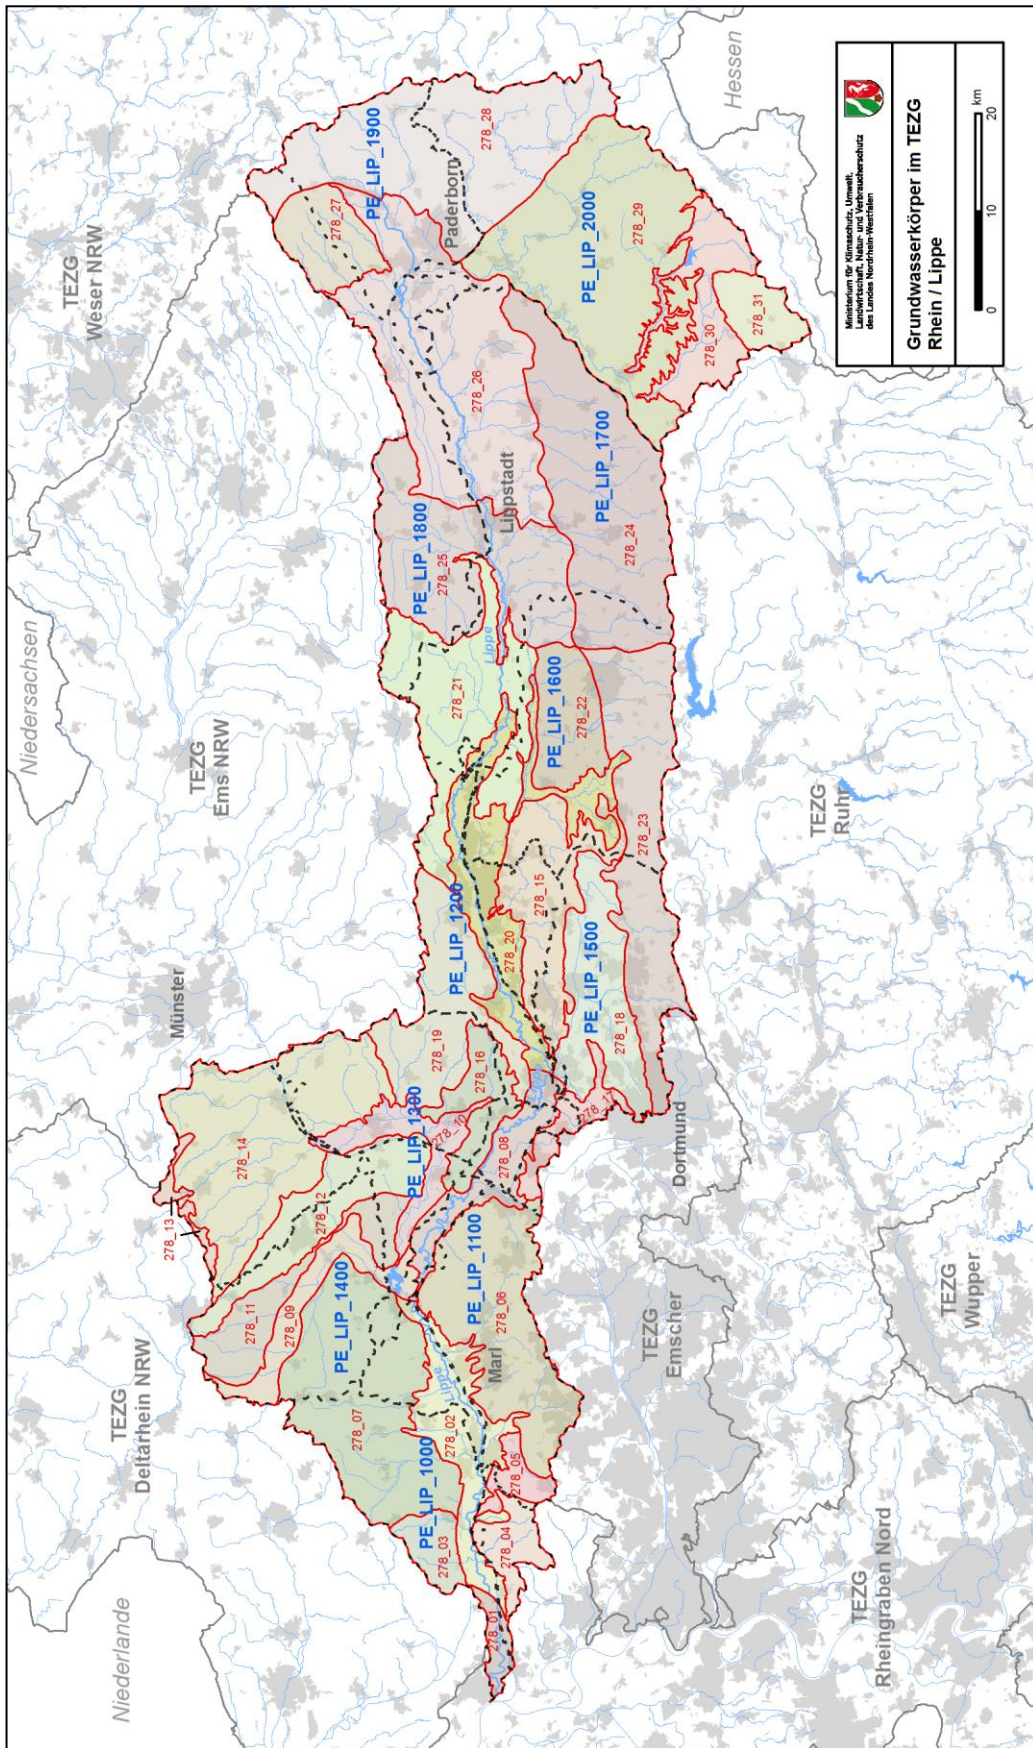 Niederlande
Niedersachsen
Hessen
TEZG
Deltarhein NRW
TEZG
Ems NRW
TEZG
Weser NRW
Münster
278_13
278_14
278_11
278_09
278_12
PE_LIP_1400
278_07
PE_LIP_1300
278_10
278_19
278_16
PE_LIP_1000
278_03
278_02
Lippe
278_01
278_04
278_05
Marl
278_06
PE_LIP_1100
278_08
278_17
PE_LIP_1200
278_20
278_15
PE_LIP_1500
278_18
Dortmund
278_23
278_21
PE_LIP_1600
278_22
Lippe
PE_LIP_1800
278_25
Lippstadt
278_26
PE_LIP_1700
278_24
278_27
PE_LIP_1900
Paderborn
278_28
PE_LIP_2000
278_29
278_30
278_31
TEZG
Rheingraben Nord
TEZG
Emscher
TEZG
Wupper
TEZG
Ruhr
Ministerium für Klimaschutz, Umwelt,
Landwirtschaft, Natur- und Verbraucherschutz
des Landes Nordrhein-Westfalen
Grundwasserkörper im TEZG
Rhein / Lippe
0 10 20 km